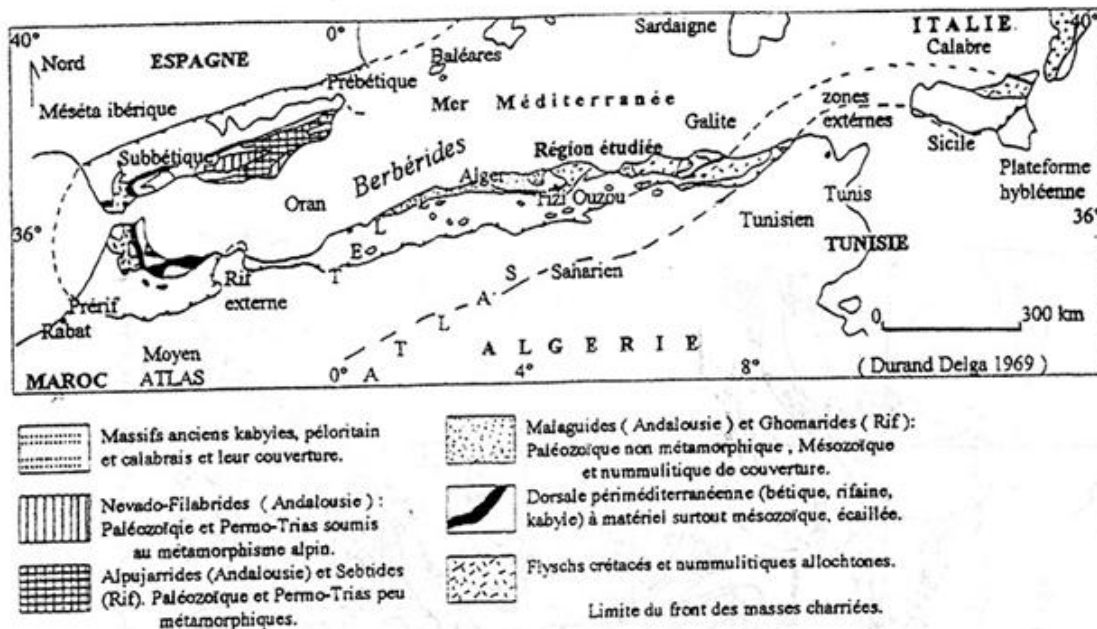 40°
0°
40°
Nord
ESPAGNE
Baléares
Sardaigne
ITALIE
Calabre
Prébétique
Méséta ibérique
Mer Méditerranée
Galite
zones
extérnes
Subbétique
Berbérides
Région étudiée
Sicile
Alger
Plateforme
hybléenne
Oran
Tizi Ouzou
Tunis
36°
Tunisien
36°
TUNISIE
A T L A S
Saharien
T E L L
Rif
externe
Prérif
Rabat
0
300 km
Moyen
ATLAS
ALGERIE
MAROC
0°
4°
8°
( Durand Delga 1969 )
Massifs anciens kabyles, péloritain
et calabrais et leur couverture.
Nevado-Filabrides ( Andalousie ) :
Paléozoïqie et Permo-Trias soumis
au métamorphisme alpin.
Alpujarrides (Andalousie) et Sebtides
(Rif). Paléozoïque et Permo-Trias peu
métamorphiques.
Malaguides ( Andalousie ) et Ghomarides ( Rif ):
Paléozoïque non métamorphique , Mésozoïque
et nummulitique de couverture.
Dorsale périméditerranéenne (bétique, rifaine,
kabyle) à matériel surtout mésozoïque, écaillée.
Flyschs crétacés et nummulitiques allochtones.
Limite du front des masses charriées.